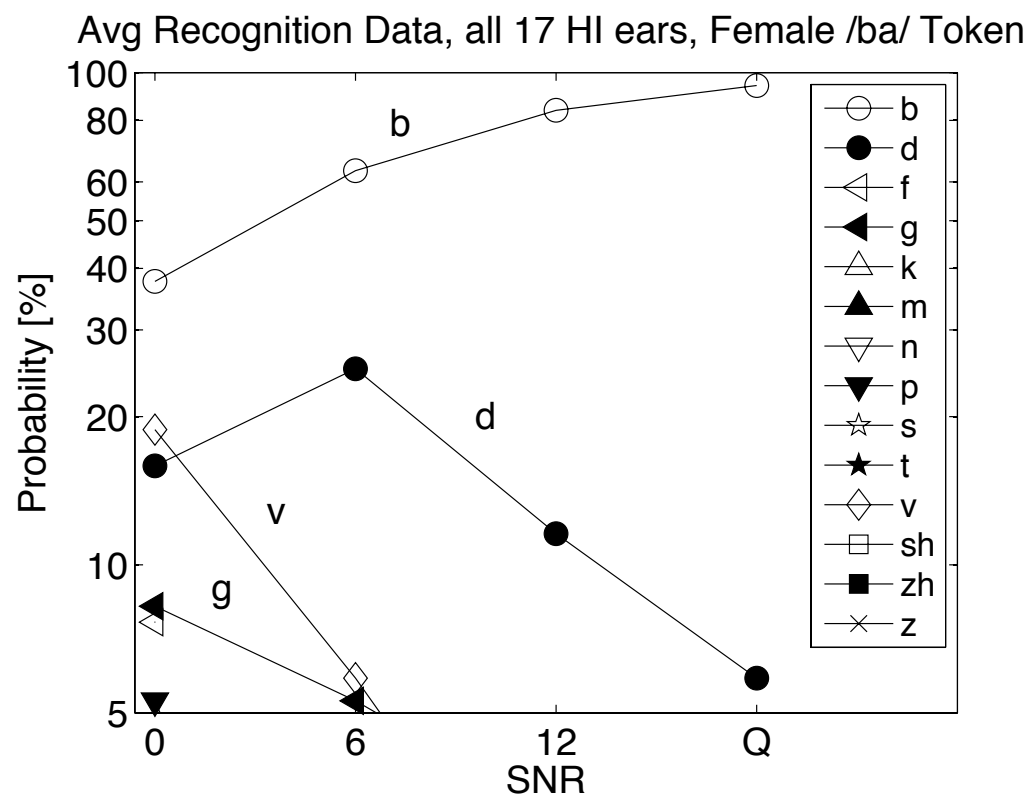 Avg Recognition Data, all 17 HI ears, Female /ba/ Token
100
80
60
50
40
30
20
10
5
Probability [%]
b
d
v
g
0 6 12 Q
SNR
b
d
f
g
k
m
n
p
s
t
v
sh
zh
z